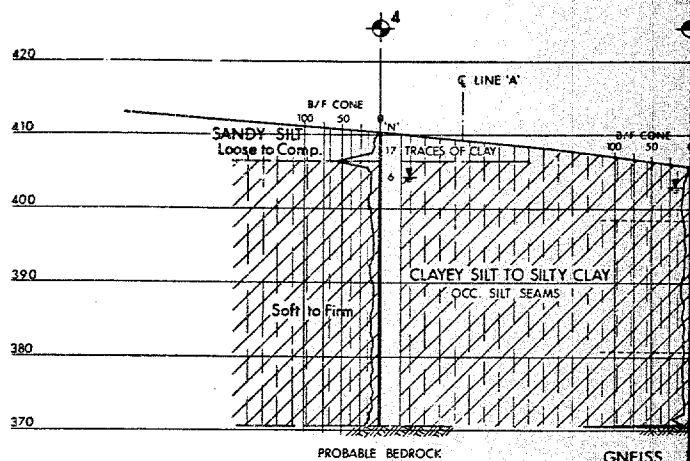 4
420
℄ LINE 'A'
B/F CONE
100 50 0
'N'
410
SANDY SILT
Loose to Comp.
17 TRACES OF CLAY
B/F CONE
100 50
6
400
390
CLAYEY SILT TO SILTY CLAY
OCC. SILT SEAMS
Soft to Firm
380
370
PROBABLE BEDROCK
GNEISS